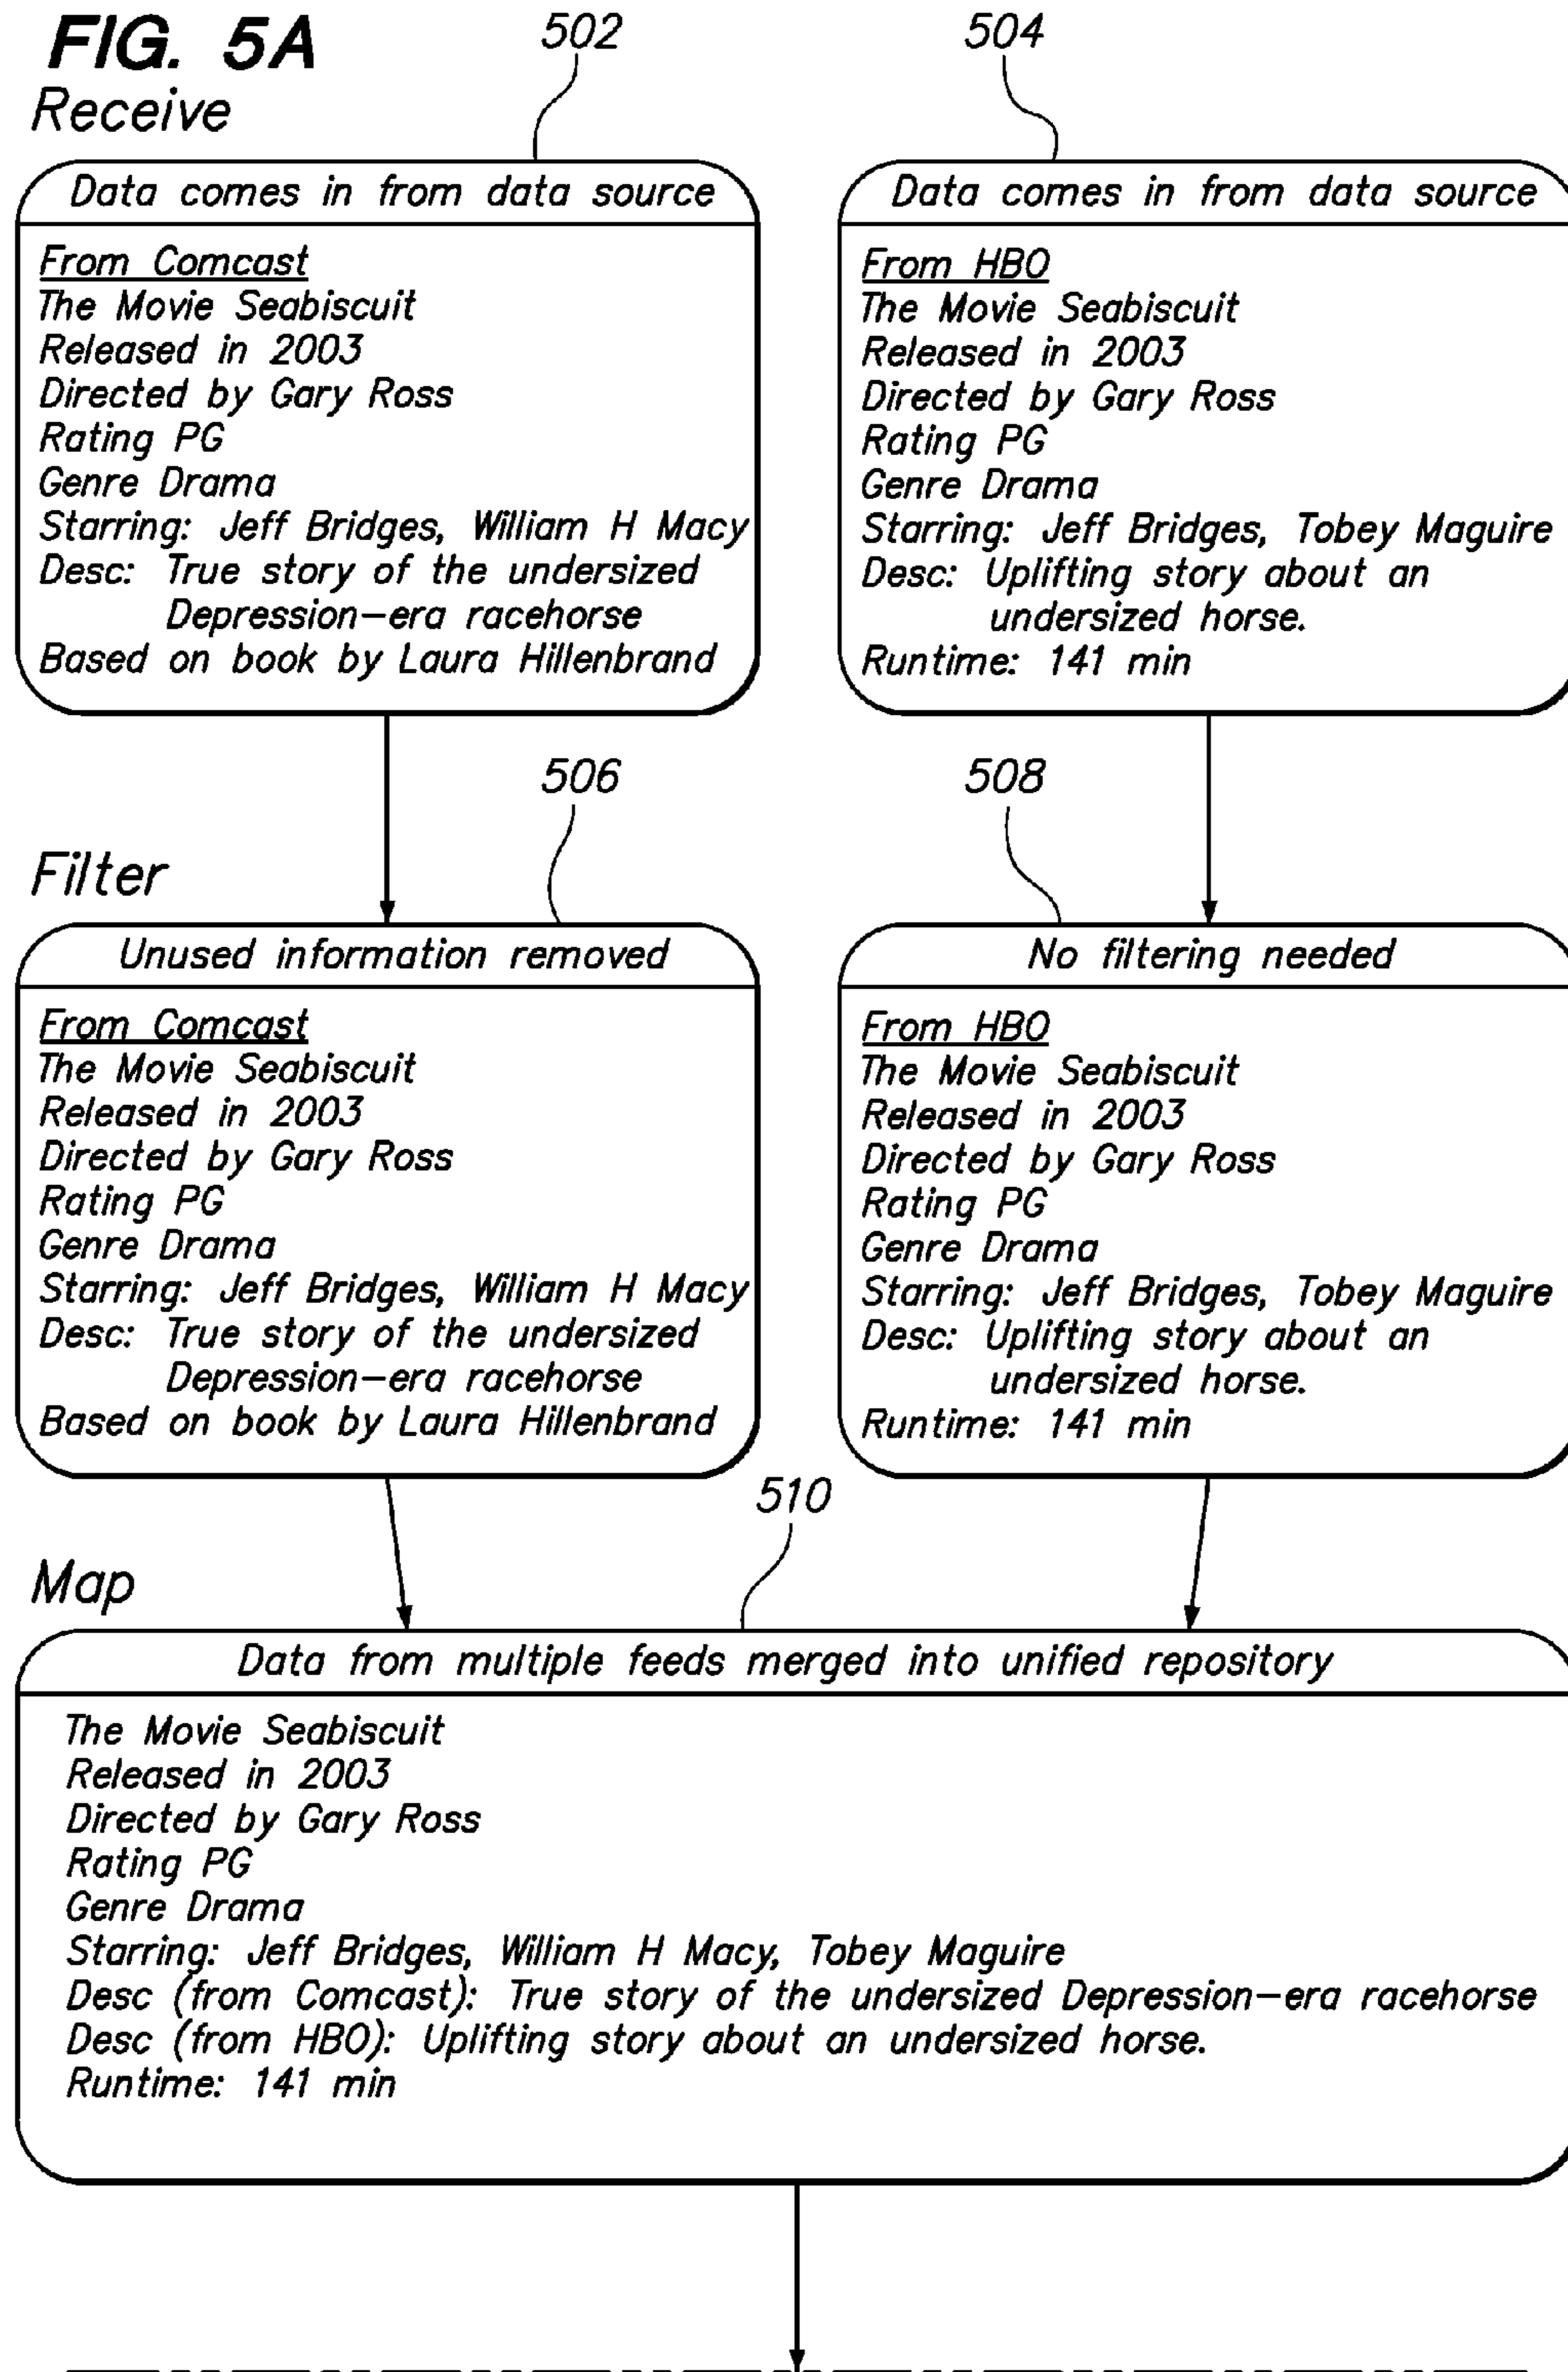 FIG. 5A
502
504
Receive
Data comes in from data source
From Comcast
The Movie Seabiscuit
Released in 2003
Directed by Gary Ross
Rating PG
Genre Drama
Starring: Jeff Bridges, William H Macy
Desc: True story of the undersized
Depression-era racehorse
Based on book by Laura Hillenbrand
Data comes in from data source
From HBO
The Movie Seabiscuit
Released in 2003
Directed by Gary Ross
Rating PG
Genre Drama
Starring: Jeff Bridges, Tobey Maguire
Desc: Uplifting story about an
undersized horse.
Runtime: 141 min
506
508
Filter
Unused information removed
From Comcast
The Movie Seabiscuit
Released in 2003
Directed by Gary Ross
Rating PG
Genre Drama
Starring: Jeff Bridges, William H Macy
Desc: True story of the undersized
Depression-era racehorse
Based on book by Laura Hillenbrand
No filtering needed
From HBO
The Movie Seabiscuit
Released in 2003
Directed by Gary Ross
Rating PG
Genre Drama
Starring: Jeff Bridges, Tobey Maguire
Desc: Uplifting story about an
undersized horse.
Runtime: 141 min
510
Map
Data from multiple feeds merged into unified repository
The Movie Seabiscuit
Released in 2003
Directed by Gary Ross
Rating PG
Genre Drama
Starring: Jeff Bridges, William H Macy, Tobey Maguire
Desc (from Comcast): True story of the undersized Depression-era racehorse
Desc (from HBO): Uplifting story about an undersized horse.
Runtime: 141 min